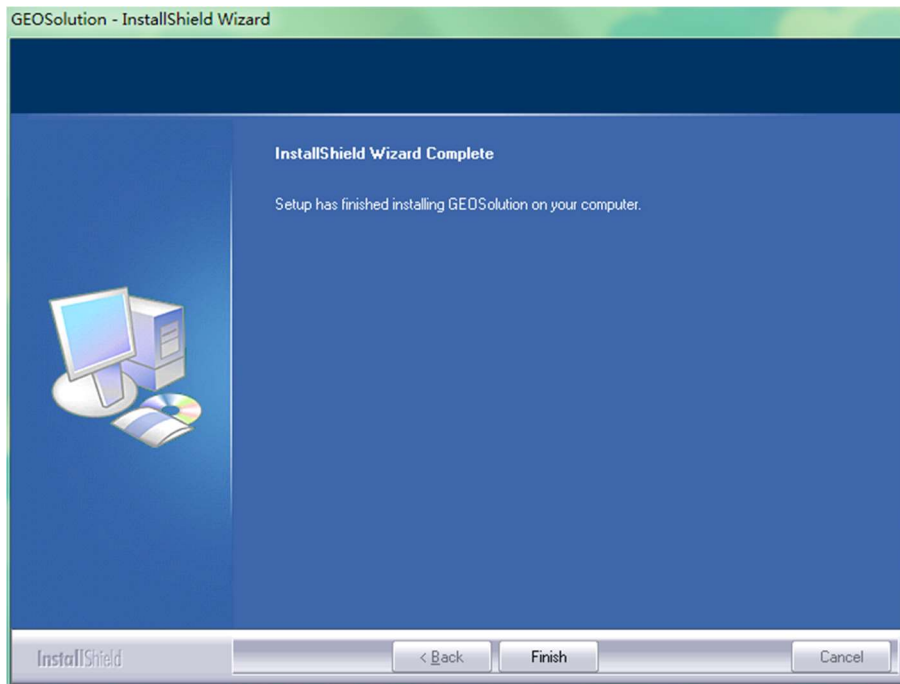 GEOSolution - InstallShield Wizard
InstallShield Wizard Complete
Setup has finished installing GEOSolution on your computer.
InstallShield
< Back
Finish
Cancel